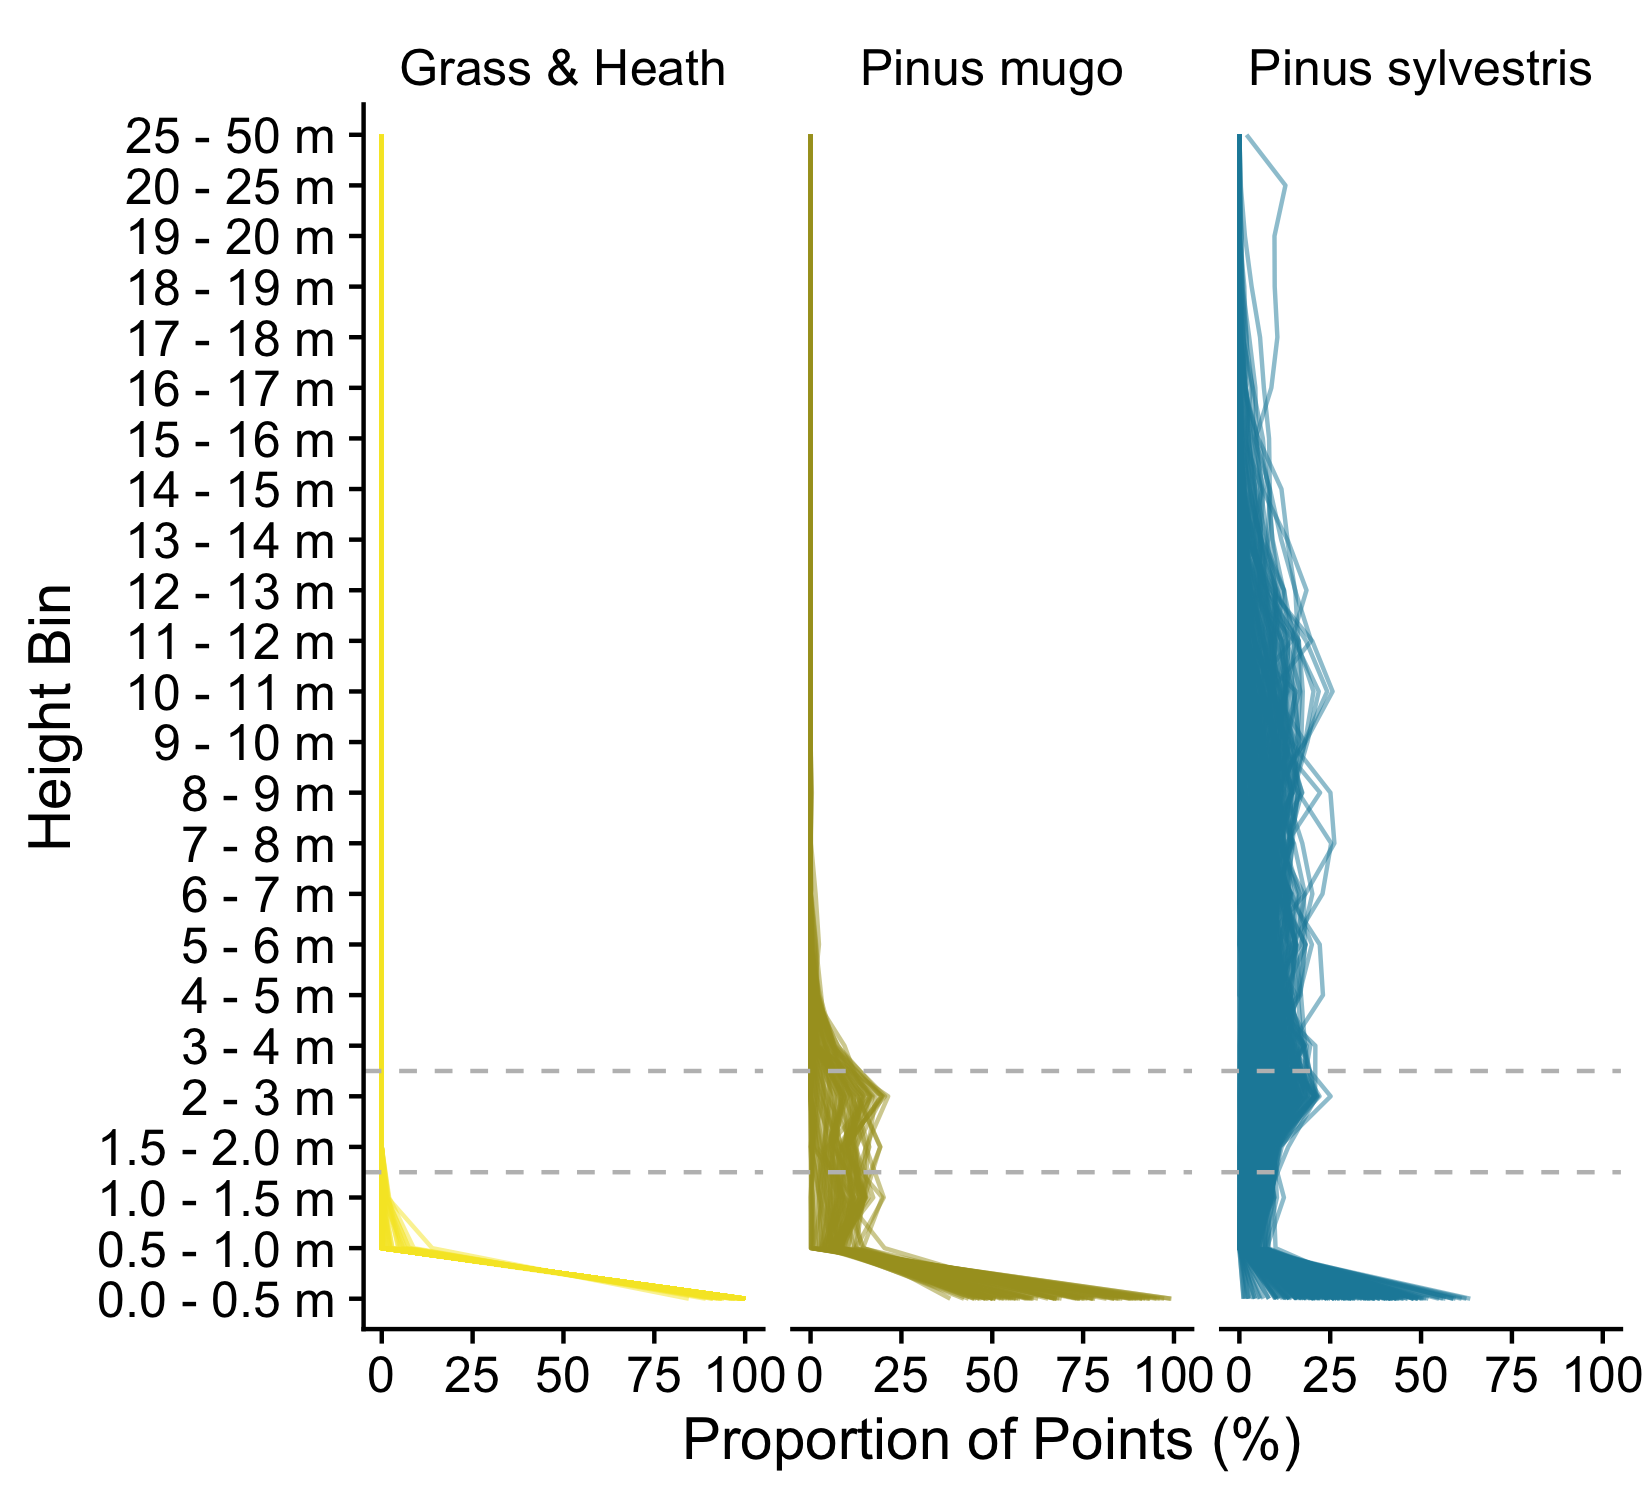 Grass & Heath
Pinus mugo
Pinus sylvestris
Height Bin
25 - 50 m
20 - 25 m
19 - 20 m
18 - 19 m
17 - 18 m
16 - 17 m
15 - 16 m
14 - 15 m
13 - 14 m
12 - 13 m
11 - 12 m
10 - 11 m
9 - 10 m
8 - 9 m
7 - 8 m
6 - 7 m
5 - 6 m
4 - 5 m
3 - 4 m
2 - 3 m
1.5 - 2.0 m
1.0 - 1.5 m
0.5 - 1.0 m
0.0 - 0.5 m
0 25 50 75 100
0 25 50 75 100
0 25 50 75 100
Proportion of Points (%)